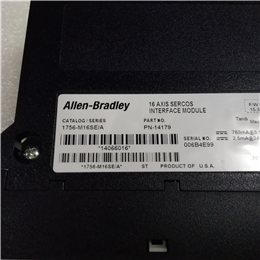 Allen-Bradley
16 AXIS SERCOS
INTERFACE MODULE
CATALOG / SERIES
1756-M16SE/A
PART NO.
PN-14179
SERIAL NO.
006B4E99
*14066016*
*1756-M16SE/A*
ST
PRODUCT OF U.S.A.
F/W